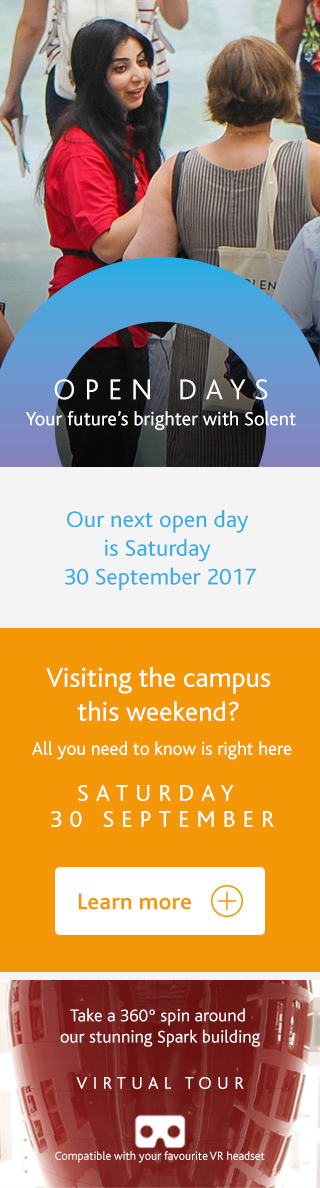 OLEN
OPEN DAYS
Your future's brighter with Solent
Our next open day
is Saturday
30 September 2017
Visiting the campus
this weekend?
All you need to know is right here
SATURDAY
30 SEPTEMBER
Learn more
Take a 360° spin around
our stunning Spark building
VIRTUAL TOUR
Compatible with your favourite VR headset